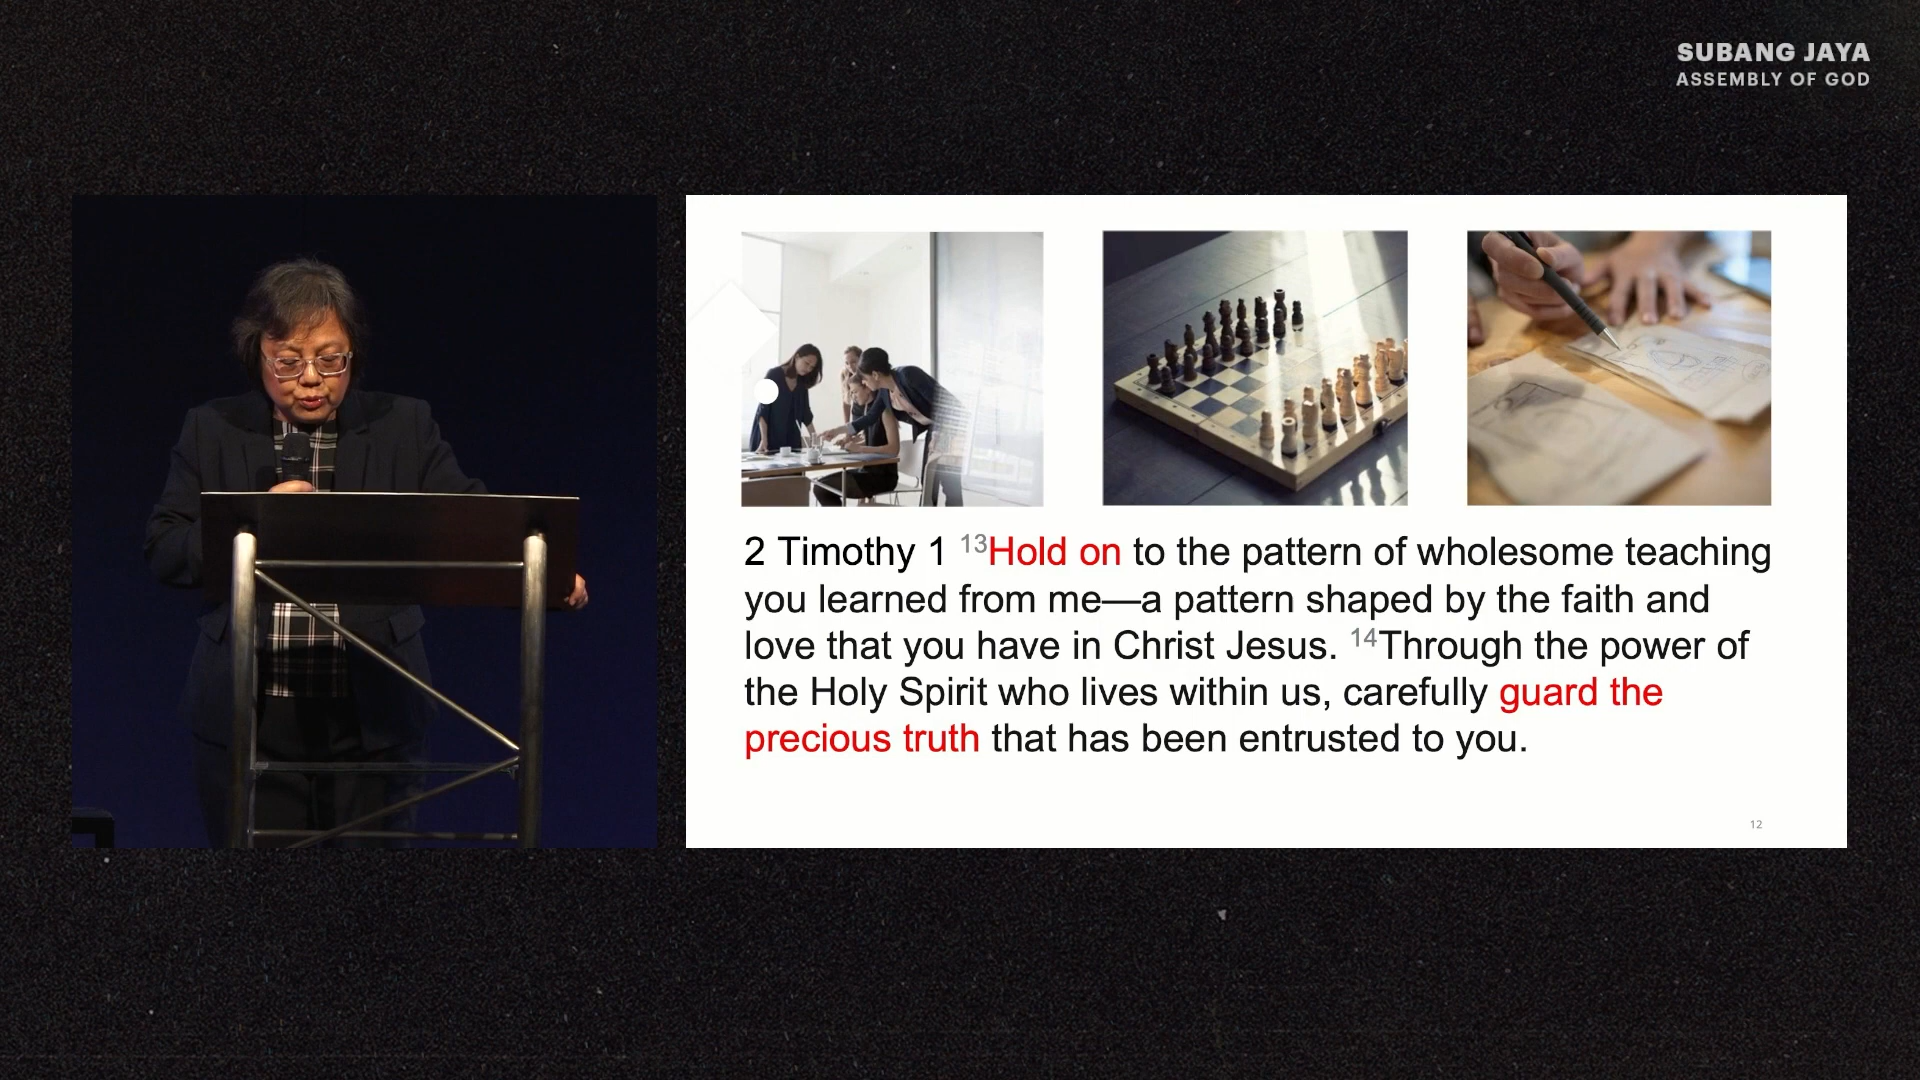 SUBANG JAYA
ASSEMBLY OF GOD
2 Timothy 1 ¹³Hold on to the pattern of wholesome teaching
you learned from me—a pattern shaped by the faith and
love that you have in Christ Jesus. ¹⁴Through the power of
the Holy Spirit who lives within us, carefully guard the
precious truth that has been entrusted to you.
12